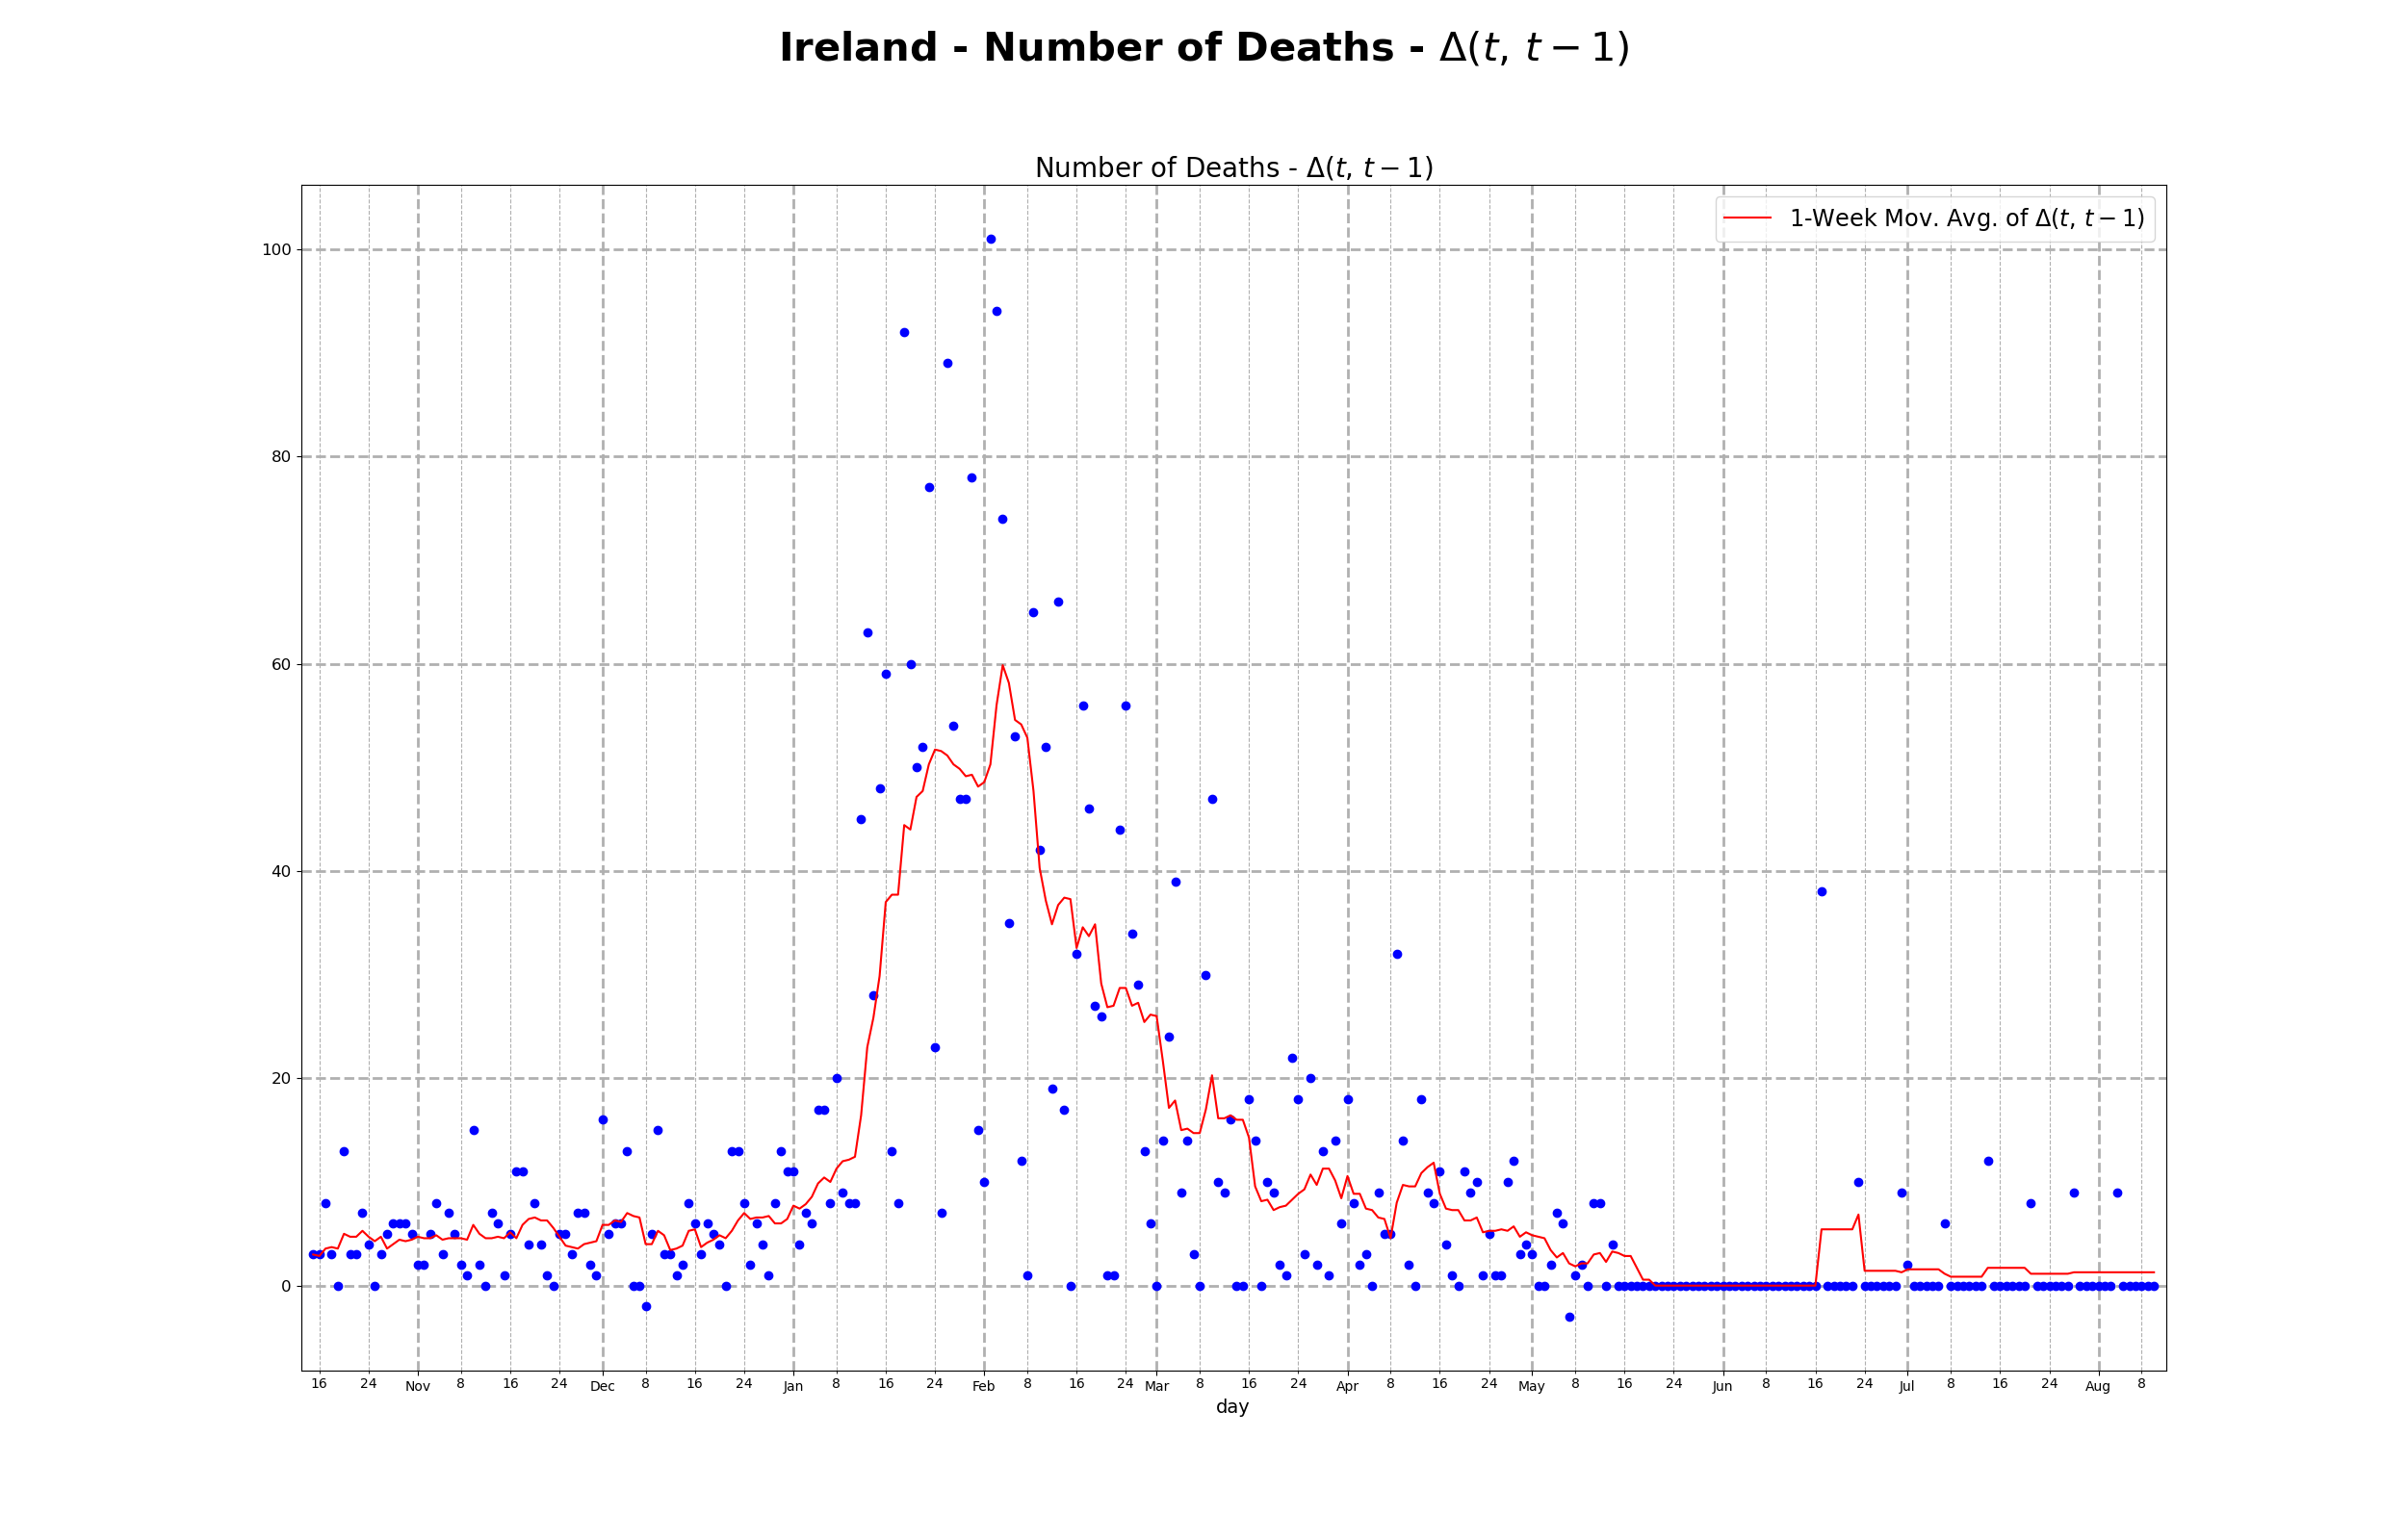 Ireland - Number of Deaths - Δ(t, t − 1)
Number of Deaths - Δ(t, t − 1)
1-Week Mov. Avg. of Δ(t, t − 1)
100
80
60
40
20
0
16 24 Nov 8 16 24 Dec 8 16 24 Jan 8 16 24 Feb 8 16 24 Mar 8 16 24 Apr 8 16 24 May 8 16 24 Jun 8 16 24 Jul 8 16 24 Aug 8
day